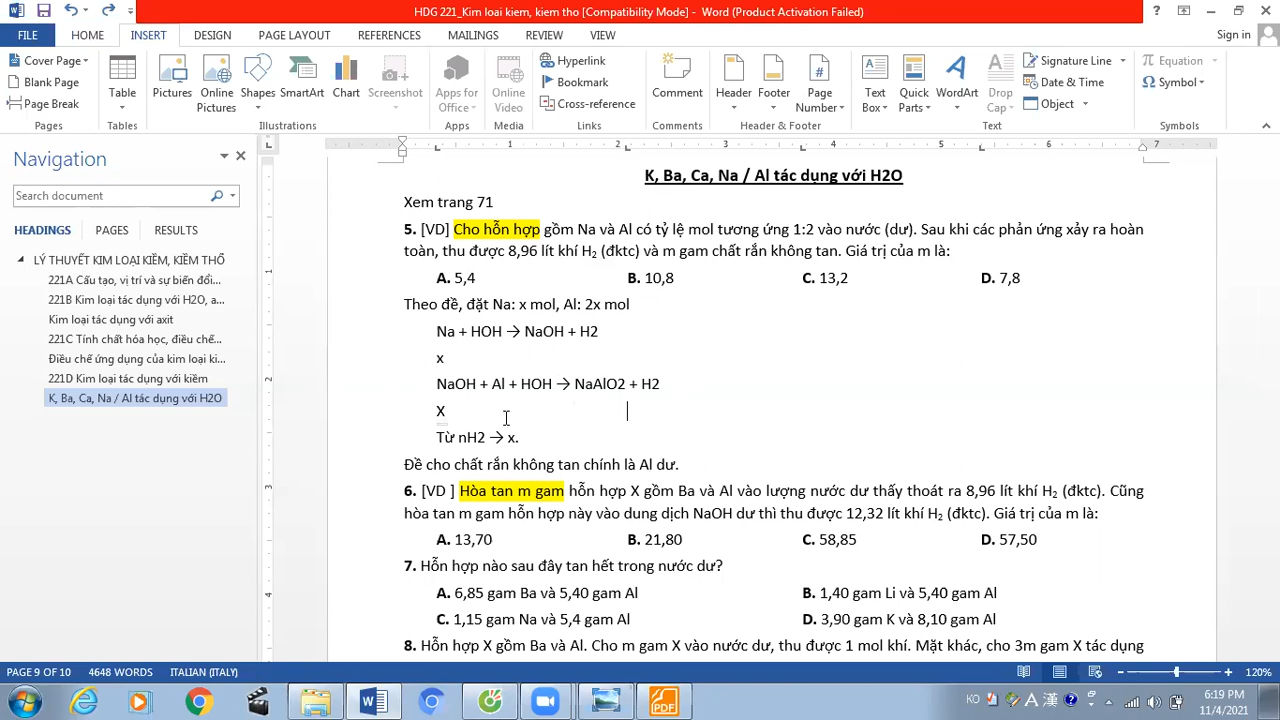 HDG 221_Kim loai kiem, kiem tho [Compatibility Mode] - Word (Product Activation Failed)
FILE HOME INSERT DESIGN PAGE LAYOUT REFERENCES MAILINGS REVIEW VIEW Sign in
Cover Page
Blank Page
Page Break
Pages
Table
Tables
Pictures
Online Pictures
Shapes
SmartArt
Chart
Screenshot
Illustrations
Apps for Office
Apps
Online Video
Media
Hyperlink
Bookmark
Cross-reference
Links
Comment
Comments
Header
Footer
Page Number
Header & Footer
Text Box
Quick Parts
WordArt
Drop Cap
Signature Line
Date & Time
Object
Text
Equation
Symbol
Symbols
Navigation
Search document
HEADINGS PAGES RESULTS
LÝ THUYẾT KIM LOẠI KIỀM, KIỀM THỔ
221A Cấu tạo, vị trí và sự biến đổi...
221B Kim loại tác dụng với H2O, a...
Kim loại tác dụng với axit
221C Tính chất hóa học, điều chế...
Điều chế ứng dụng của kim loại ki...
221D Kim loại tác dụng với kiềm
K, Ba, Ca, Na / Al tác dụng với H2O
1 2 3 4 5 6 7
1
2
3
4
K, Ba, Ca, Na / Al tác dụng với H2O
Xem trang 71
5. [VD] Cho hỗn hợp gồm Na và Al có tỷ lệ mol tương ứng 1:2 vào nước (dư). Sau khi các phản ứng xảy ra hoàn
toàn, thu được 8,96 lít khí H2 (đktc) và m gam chất rắn không tan. Giá trị của m là:
A. 5,4 B. 10,8 C. 13,2 D. 7,8
Theo đề, đặt Na: x mol, Al: 2x mol
Na + HOH → NaOH + H2
x
NaOH + Al + HOH → NaAlO2 + H2
X
Từ nH2 → x.
Đề cho chất rắn không tan chính là Al dư.
6. [VD ] Hòa tan m gam hỗn hợp X gồm Ba và Al vào lượng nước dư thấy thoát ra 8,96 lít khí H2 (đktc). Cũng
hòa tan m gam hỗn hợp này vào dung dịch NaOH dư thì thu được 12,32 lít khí H2 (đktc). Giá trị của m là:
A. 13,70 B. 21,80 C. 58,85 D. 57,50
7. Hỗn hợp nào sau đây tan hết trong nước dư?
A. 6,85 gam Ba và 5,40 gam Al B. 1,40 gam Li và 5,40 gam Al
C. 1,15 gam Na và 5,4 gam Al D. 3,90 gam K và 8,10 gam Al
8. Hỗn hợp X gồm Ba và Al. Cho m gam X vào nước dư, thu được 1 mol khí. Mặt khác, cho 3m gam X tác dụng
PAGE 9 OF 10 4648 WORDS ITALIAN (ITALY) 120%
KO A 漢 6:19 PM
11/4/2021
PDF